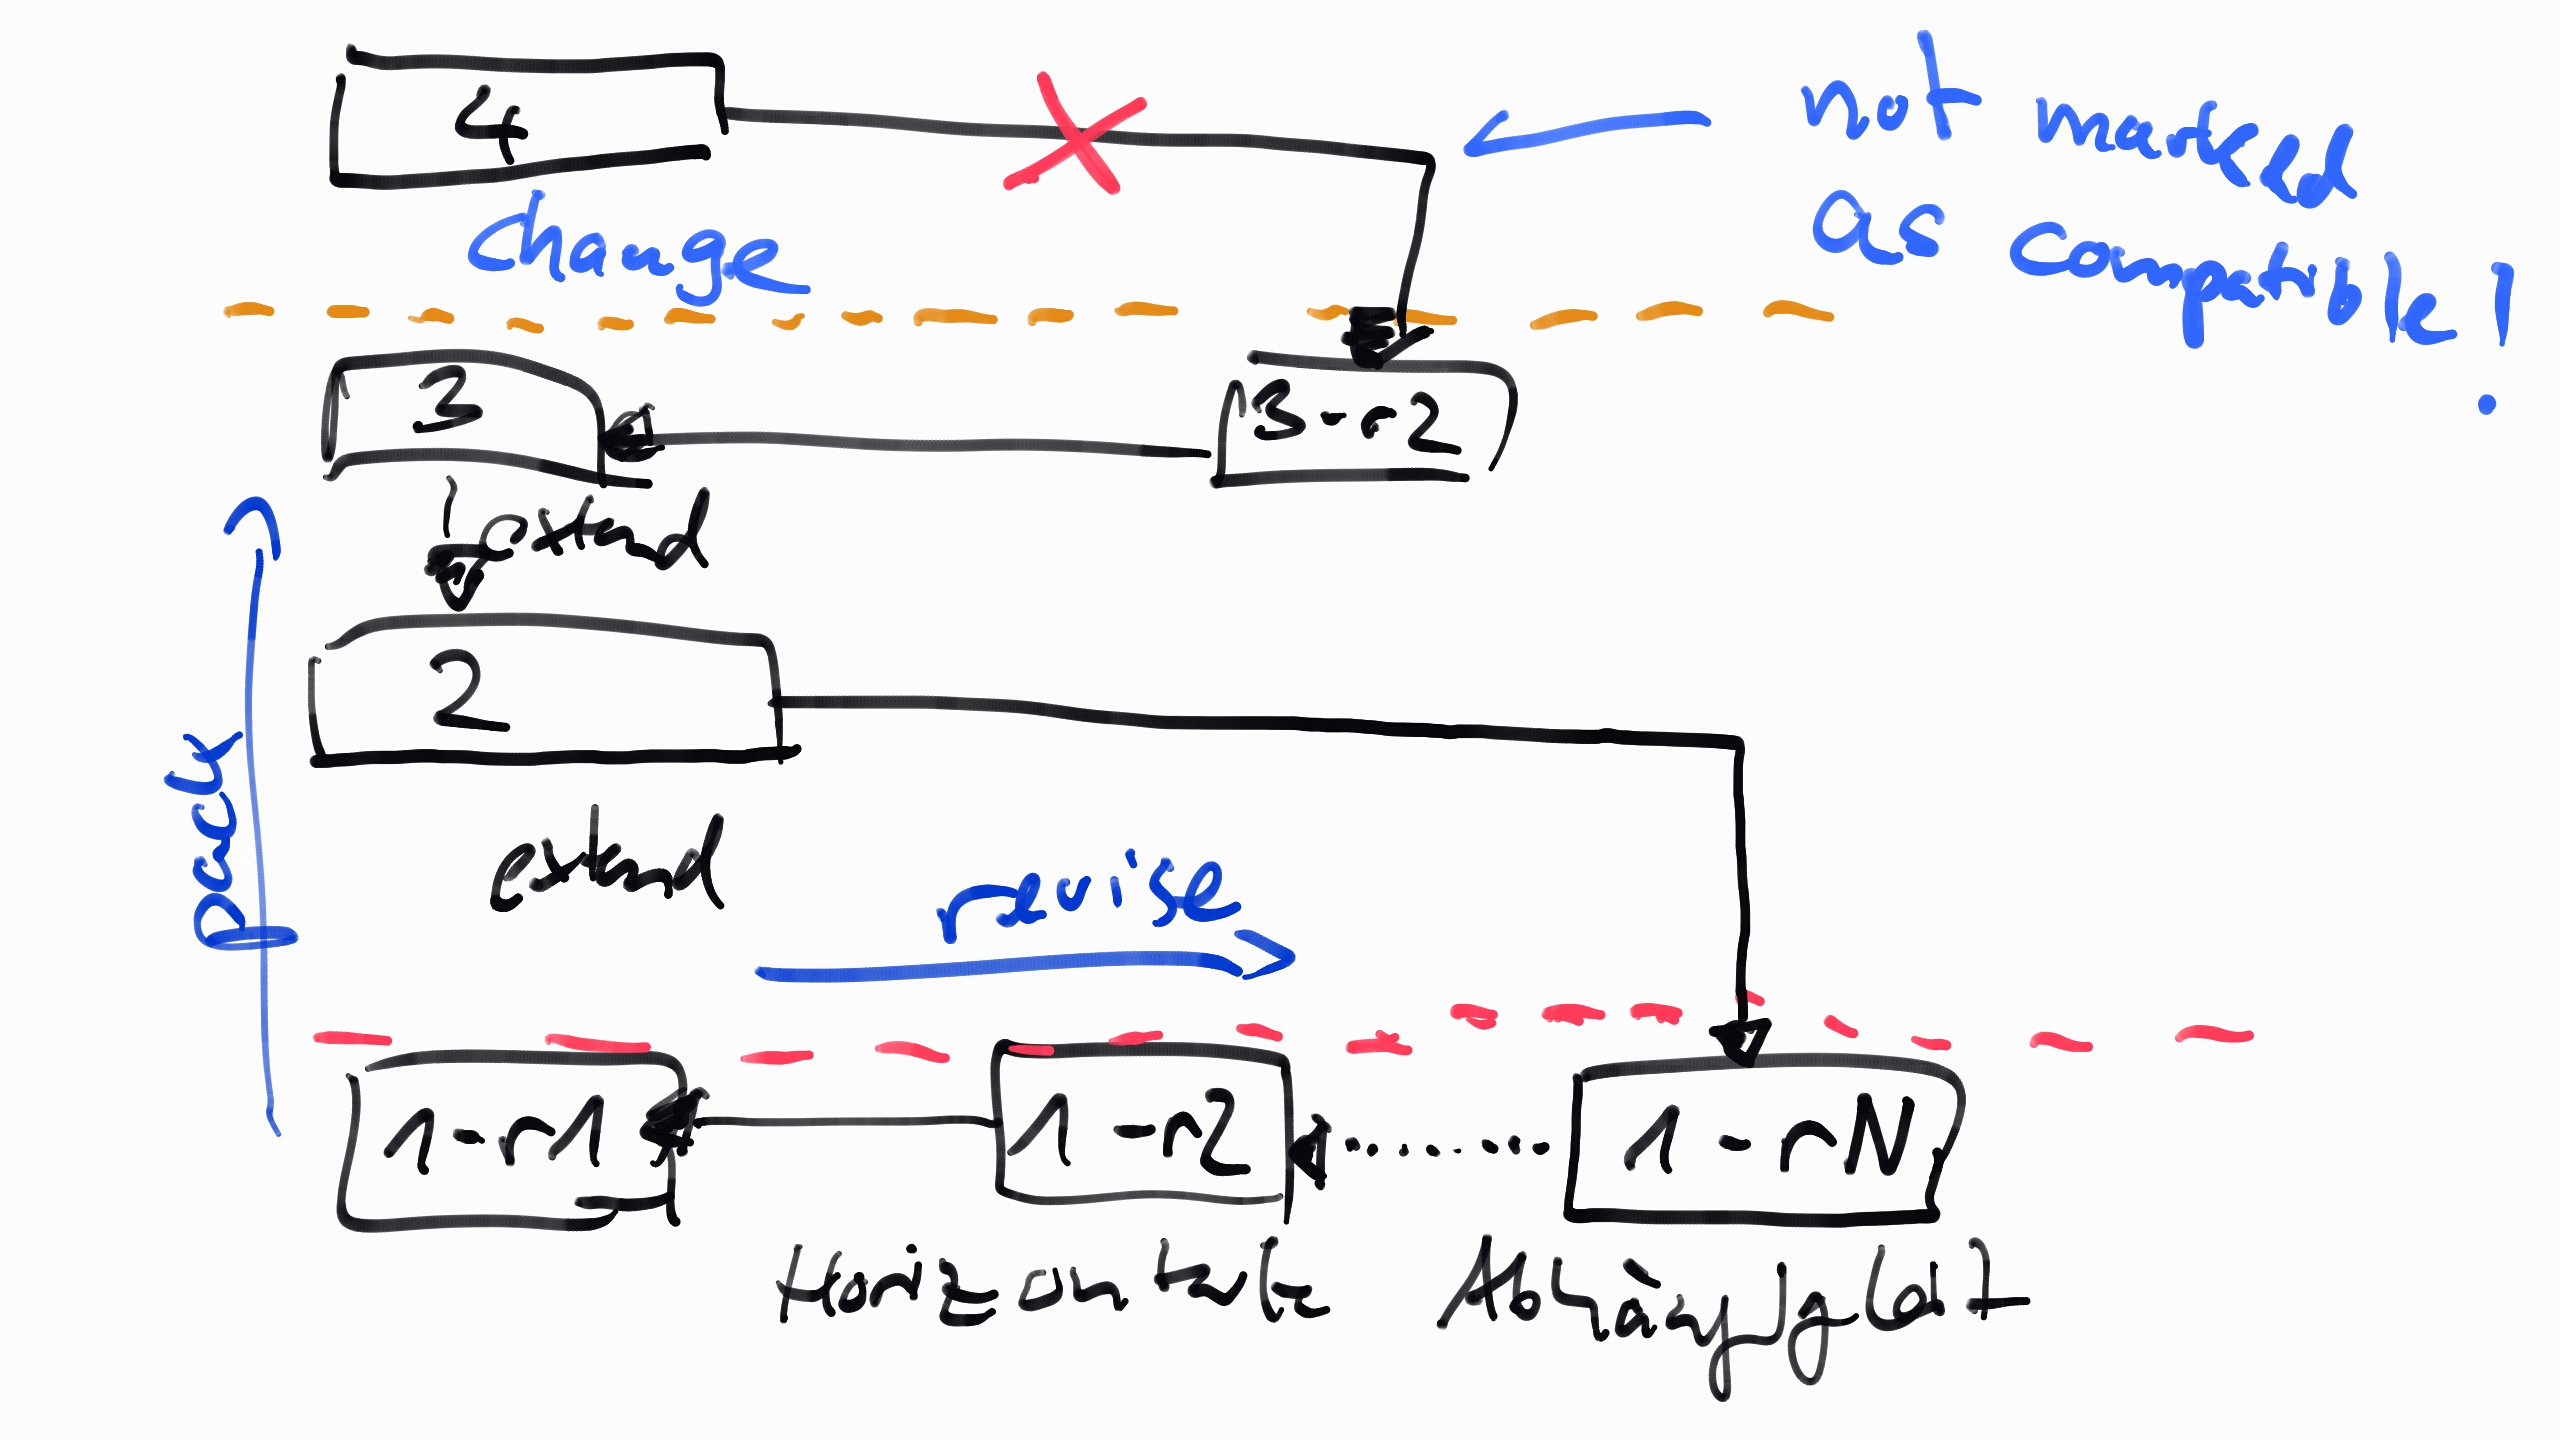 4
not marked
as compatible!
change
3
3-r2
extend
2
pack
extend
revise
1-r1
1-r2
1-rN
Horizontale Abhängigkeit